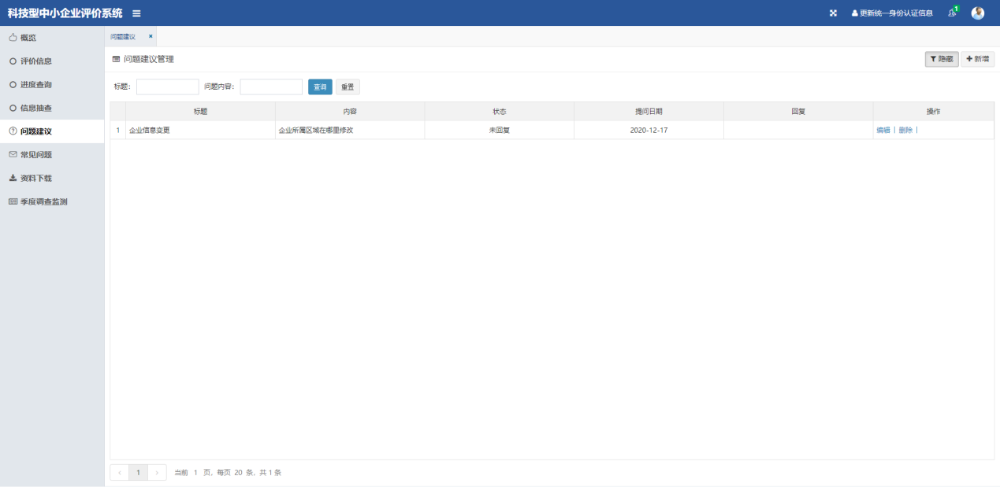 科技型中小企业评价系统
更新统一身份认证信息
1
概览
评价信息
进度查询
信息抽查
问题建议
常见问题
资料下载
季度调查监测
问题建议 ×
问题建议管理
隐藏
新增
标题：
问题内容：
查询
重置
标题 内容 状态 提问日期 回复 操作
1 企业信息变更 企业所属区域在哪里修改 未回复 2020-12-17 编辑 | 删除 |
‹ 1 › 当前 1 页，每页 20 条，共 1 条